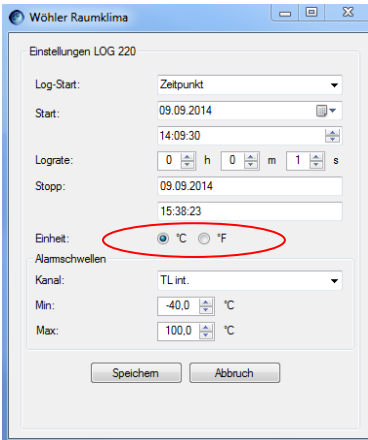 Wöhler Raumklima
Einstellungen LOG 220
Log-Start: Zeitpunkt
Start: 09.09.2014
14:09:30
Lograte: 0 h 0 m 1 s
Stopp: 09.09.2014
15:38:23
Einheit: °C °F
Alarmschwellen
Kanal: TL int.
Min: -40,0 °C
Max: 100,0 °C
Speichern Abbruch